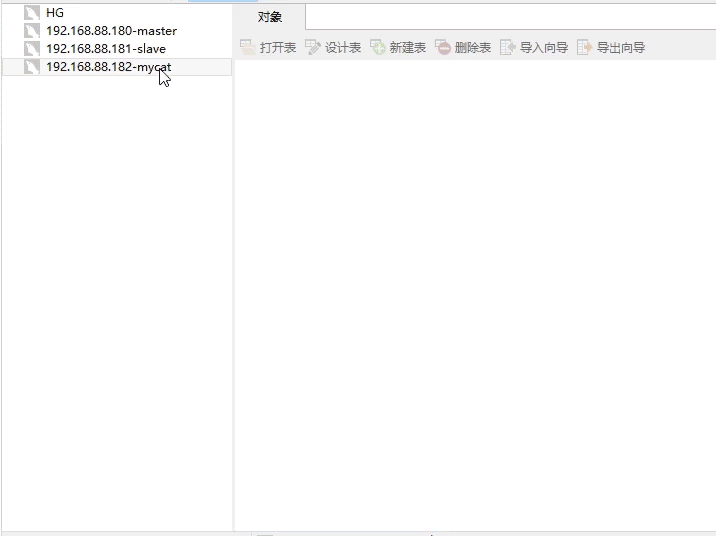 HG
192.168.88.180-master
192.168.88.181-slave
192.168.88.182-mycat
对象
打开表 设计表 新建表 删除表 导入向导 导出向导